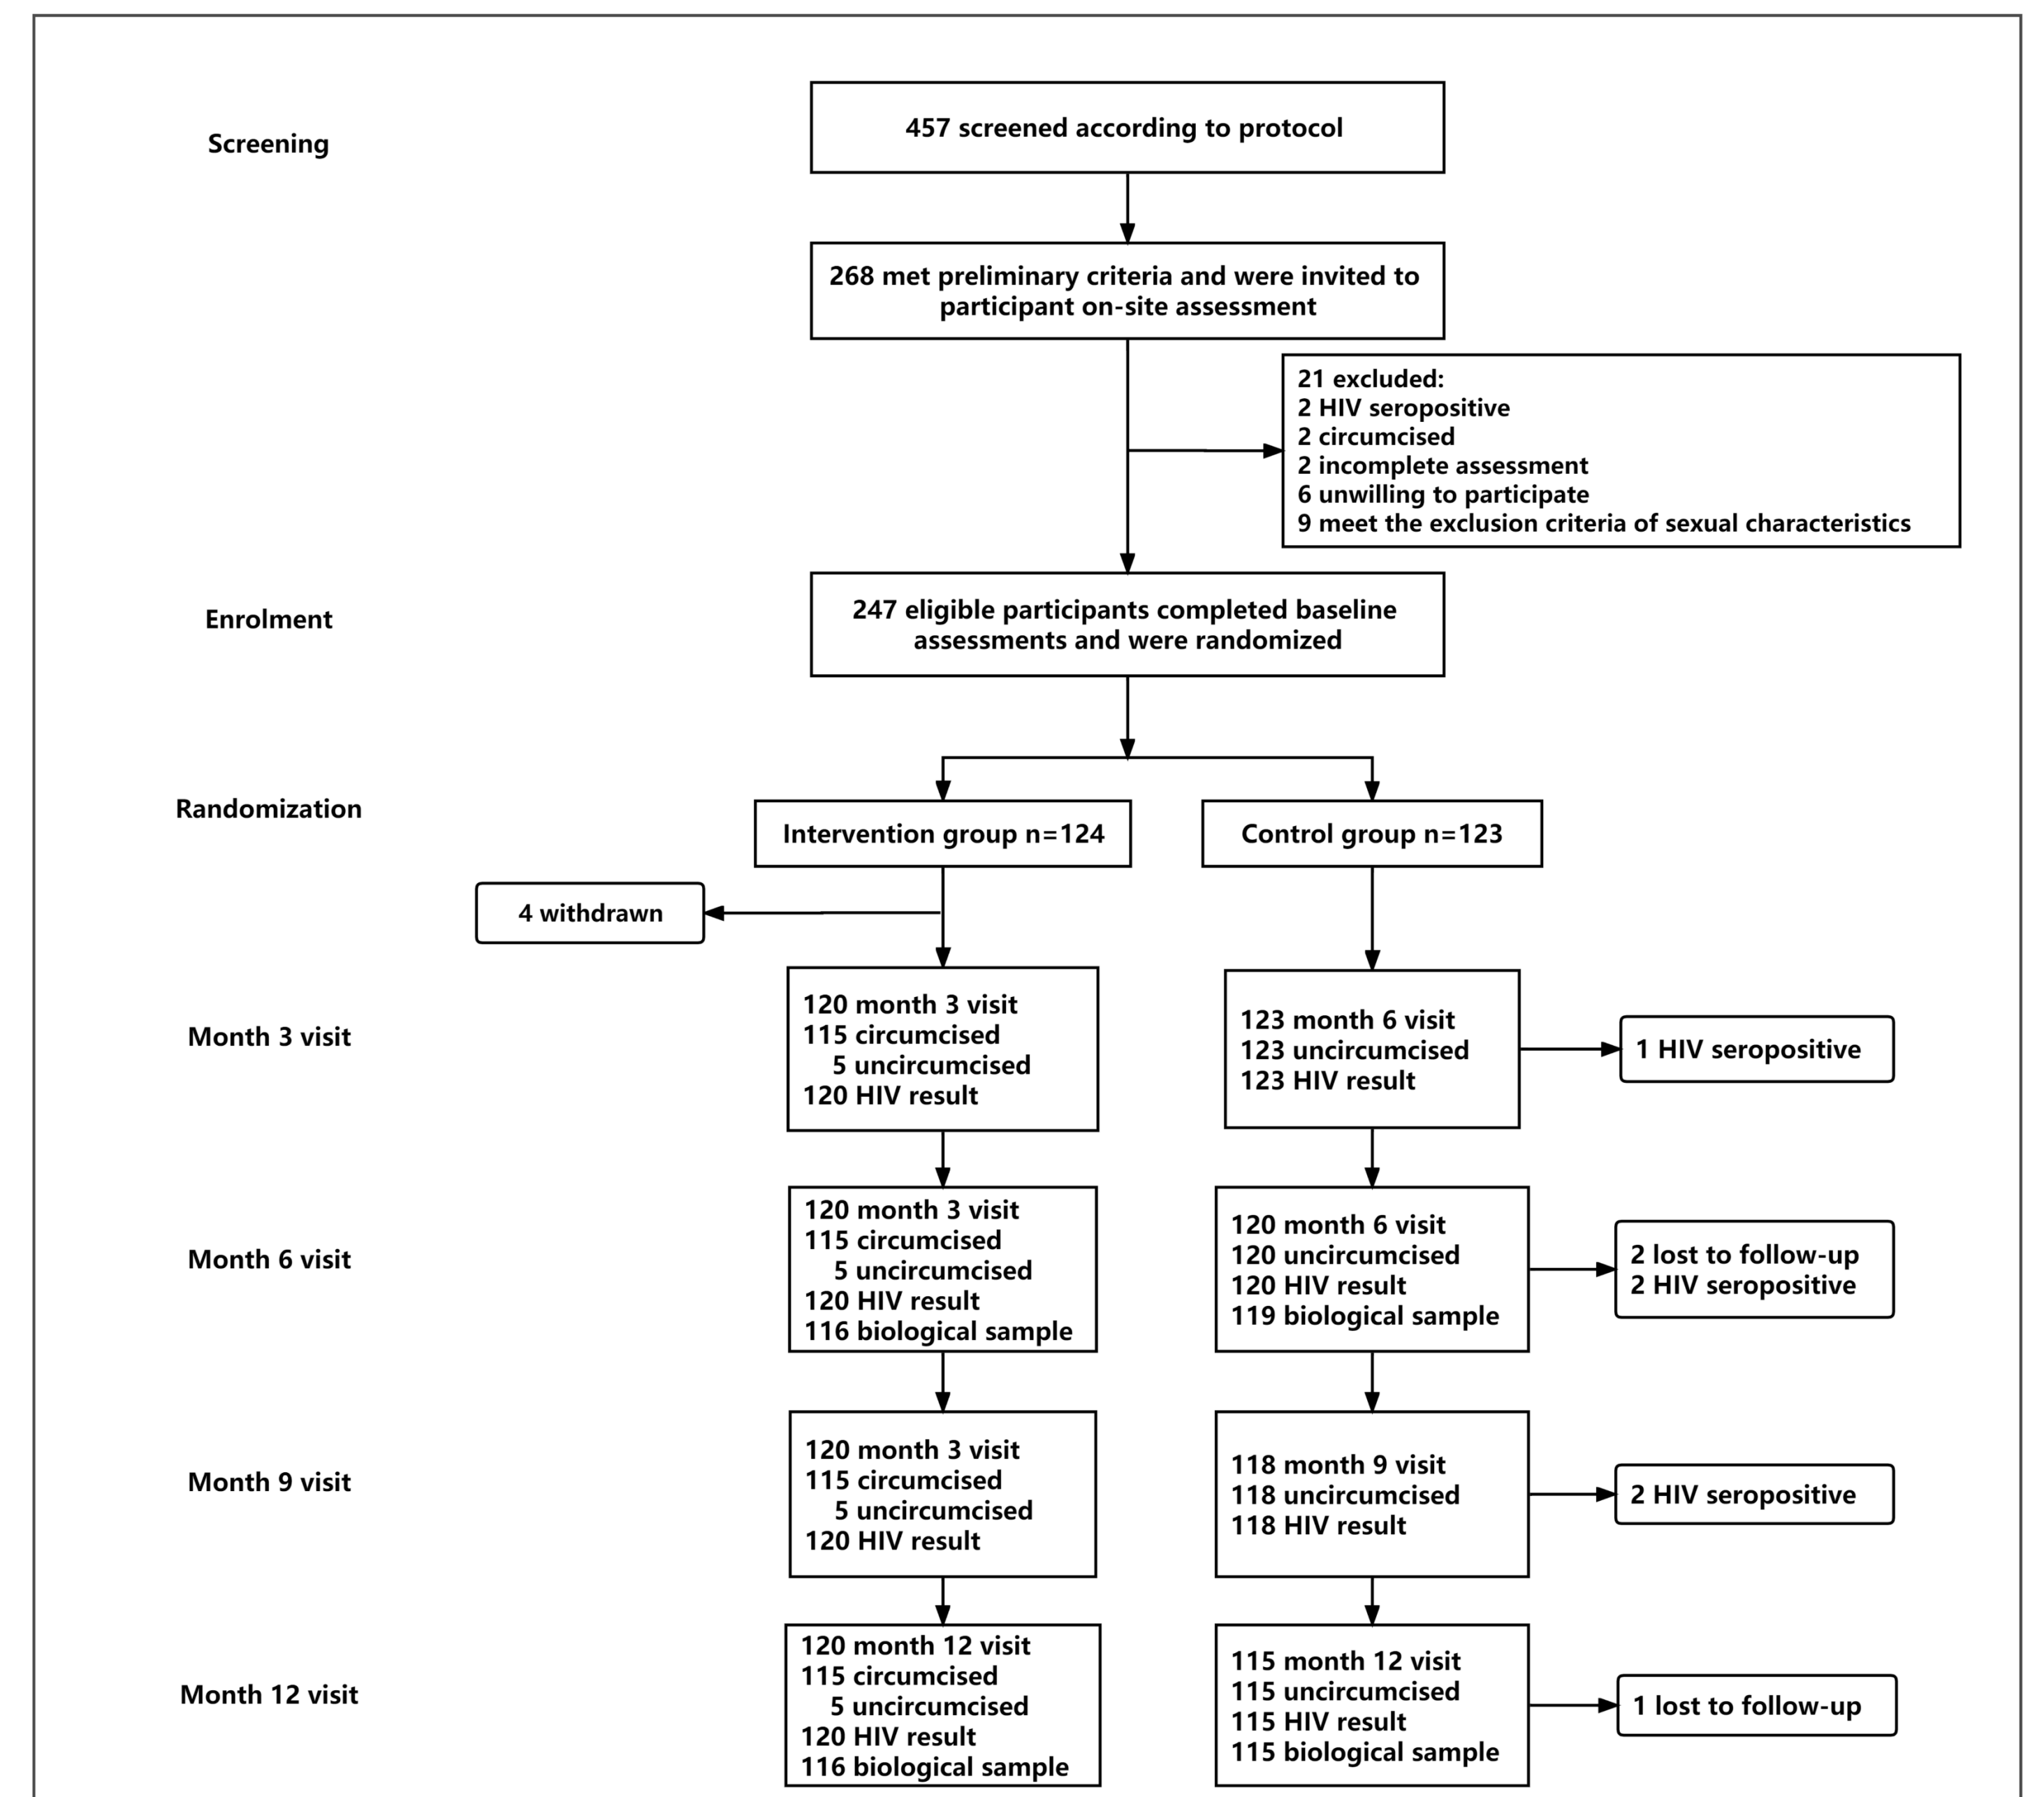 Screening
457 screened according to protocol
268 met preliminary criteria and were invited to
participant on-site assessment
21 excluded:
2 HIV seropositive
2 circumcised
2 incomplete assessment
6 unwilling to participate
9 meet the exclusion criteria of sexual characteristics
Enrolment
247 eligible participants completed baseline
assessments and were randomized
Randomization
Intervention group n=124
Control group n=123
4 withdrawn
Month 3 visit
120 month 3 visit
115 circumcised
5 uncircumcised
120 HIV result
123 month 6 visit
123 uncircumcised
123 HIV result
1 HIV seropositive
Month 6 visit
120 month 3 visit
115 circumcised
5 uncircumcised
120 HIV result
116 biological sample
120 month 6 visit
120 uncircumcised
120 HIV result
119 biological sample
2 lost to follow-up
2 HIV seropositive
Month 9 visit
120 month 3 visit
115 circumcised
5 uncircumcised
120 HIV result
118 month 9 visit
118 uncircumcised
118 HIV result
2 HIV seropositive
Month 12 visit
120 month 12 visit
115 circumcised
5 uncircumcised
120 HIV result
116 biological sample
115 month 12 visit
115 uncircumcised
115 HIV result
115 biological sample
1 lost to follow-up